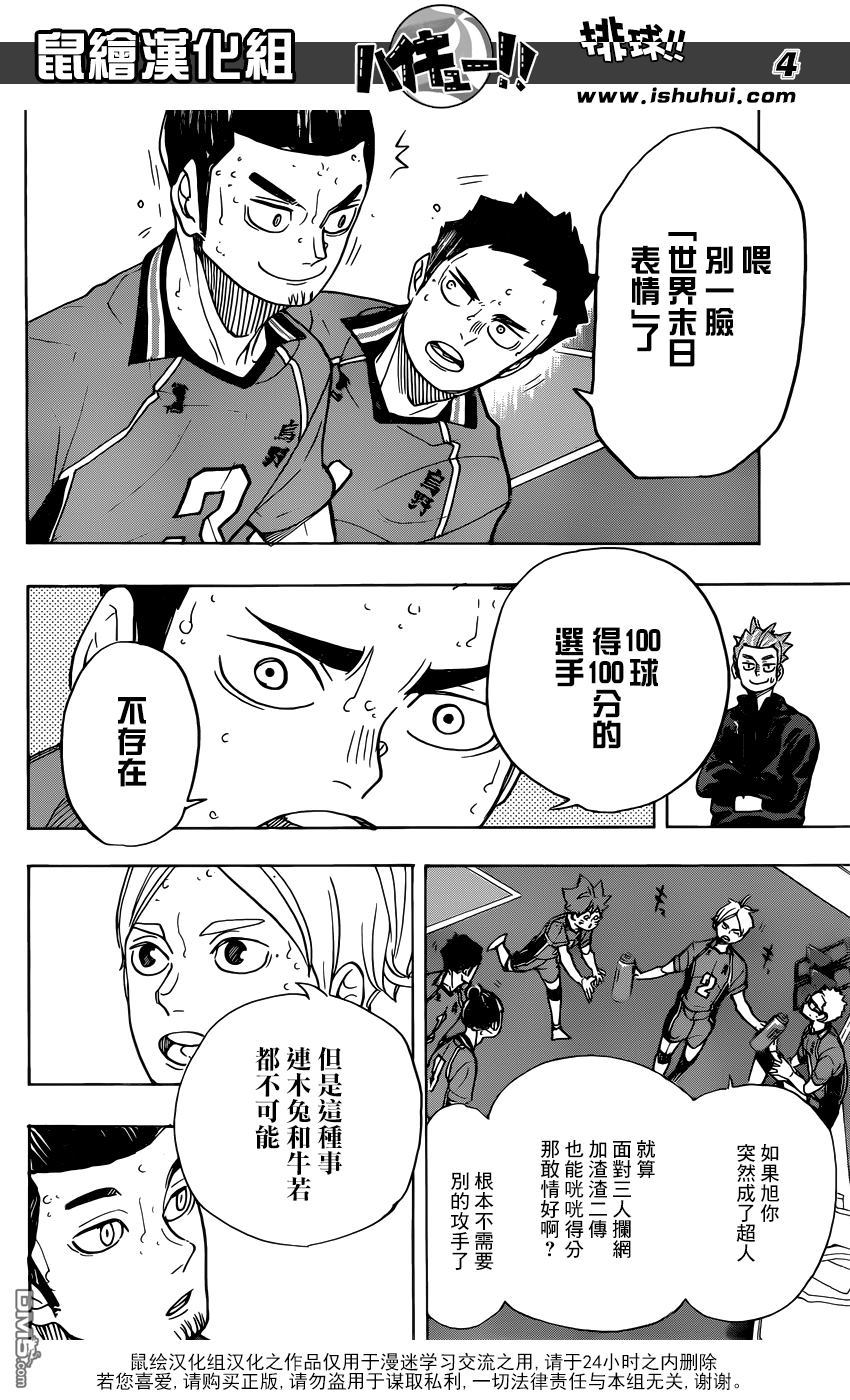 鼠繪漢化組
ハイキュー!!
排球!!
4
www.ishuhui.com
喂
別一臉
「世界末日
表情」了
100球
得100分的
選手
不存在
如果旭你
突然成了超人
就算
面對三人攔網
加渣渣二傳
也能咣咣得分
那敢情好啊?
根本不需要
別的攻手了
但是這種事
連木兔和牛若
都不可能
3
2
DM5.COM
鼠绘汉化组汉化之作品仅用于漫迷学习交流之用, 请于24小时之内删除
若您喜爱, 请购买正版, 请勿用于谋取私利, 一切法律责任与本组无关, 谢谢。